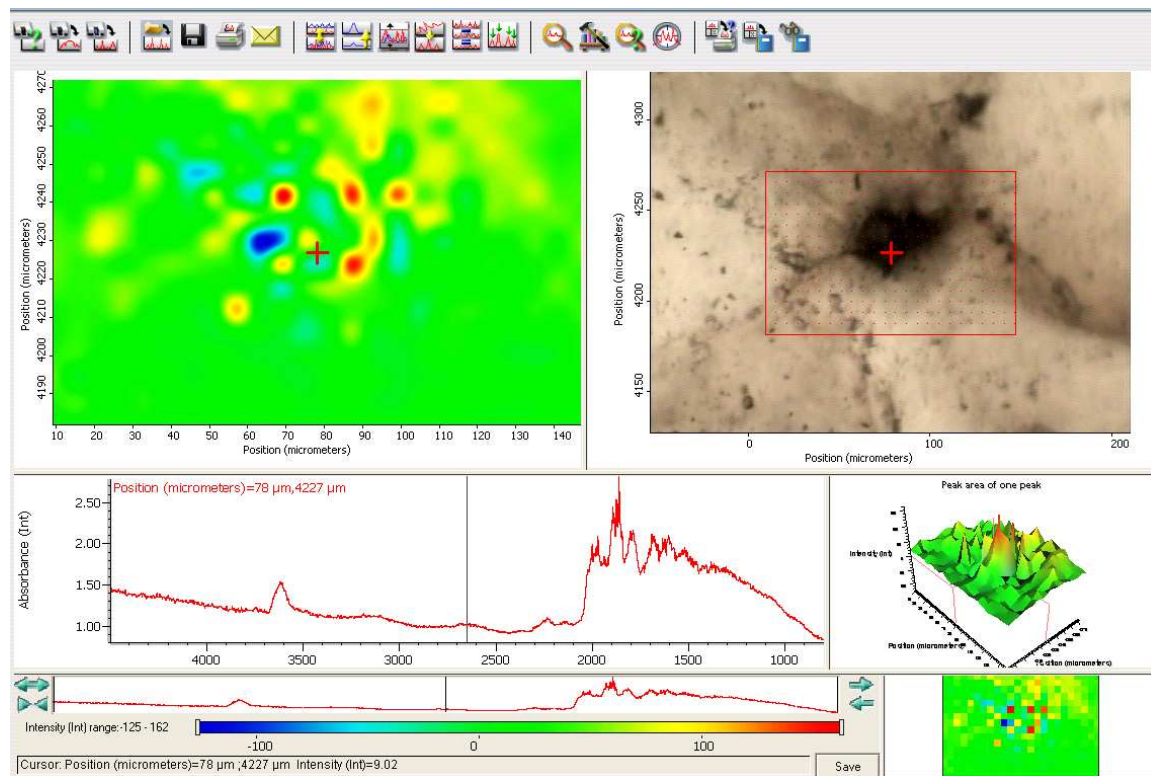 4270
4260
4250
4240
4230
4220
4210
4200
4190
Position (micrometers)
10 20 30 40 50 60 70 80 90 100 110 120 130 140
Position (micrometers)
4300
4250
4200
4150
Position (micrometers)
0 100 200
Position (micrometers)
Position (micrometers)=78 µm,4227 µm
Absorbance (Int)
2.50
2.00
1.50
1.00
4000 3500 3000 2500 2000 1500 1000
Peak area of one peak
Intensity (Int)
Position (micrometers)
Position (micrometers)
Intensity (Int) range:-125 - 162
-100 0 100
Cursor: Position (micrometers)=78 µm ;4227 µm Intensity (Int)=9.02
Save